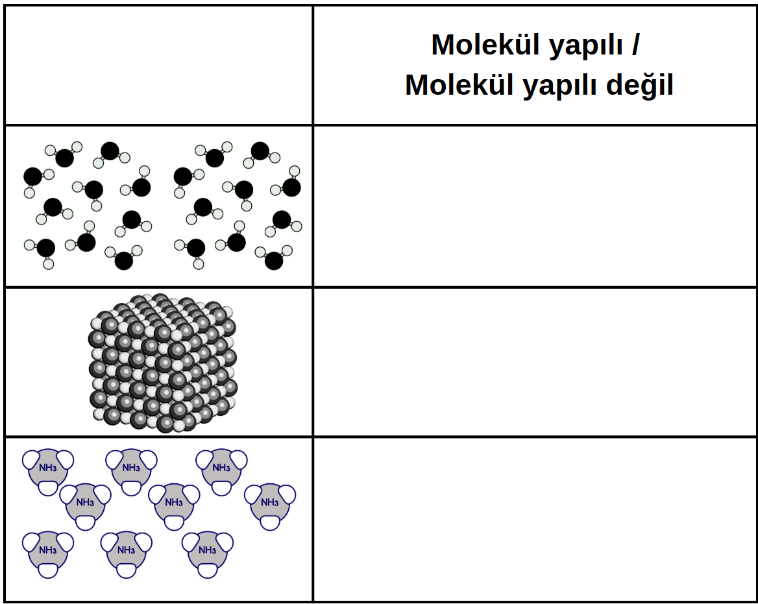 Molekül yapılı /
Molekül yapılı değil
NH₃ NH₃ NH₃
NH₃ NH₃ NH₃
NH₃ NH₃ NH₃